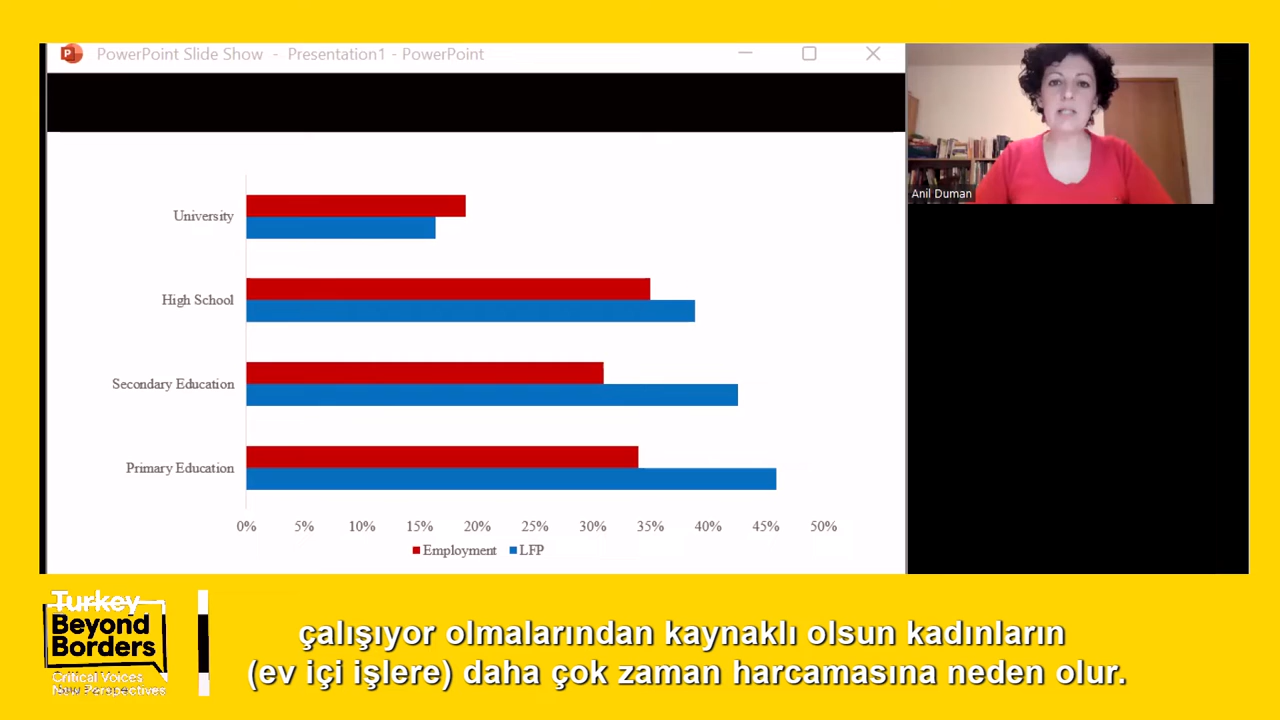 PowerPoint Slide Show - Presentation1 - PowerPoint
Anil Duman
University
High School
Secondary Education
Primary Education
0% 5% 10% 15% 20% 25% 30% 35% 40% 45% 50%
Employment LFP
Turkey
Beyond
Borders
Critical Voices
New Perspectives
çalışıyor olmalarından kaynaklı olsun kadınların
(ev içi işlere) daha çok zaman harcamasına neden olur.